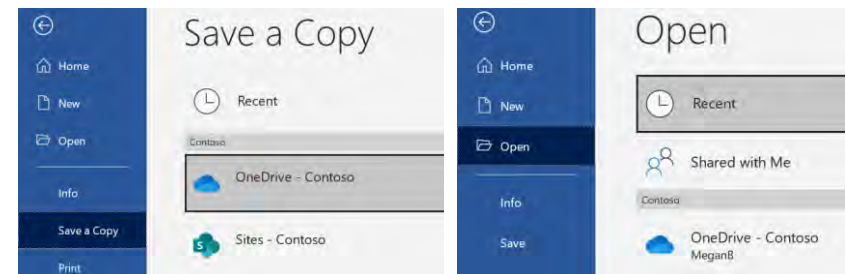 Save a Copy
Home
New
Open
Info
Save a Copy
Print
Recent
Contoso
OneDrive - Contoso
S
Sites - Contoso
Open
Home
New
Open
Info
Save
Recent
Shared with Me
Contoso
OneDrive - Contoso
MeganB